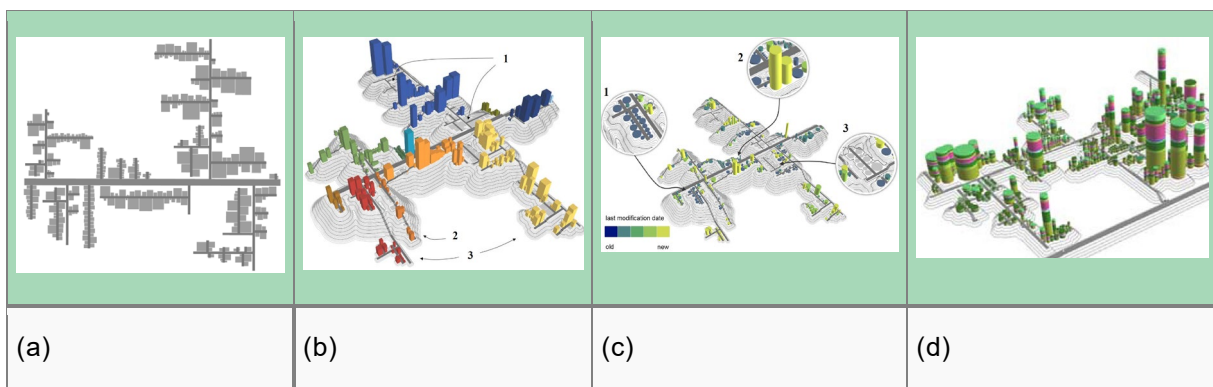 1
2
3
1
2
3
last modification date
old new
(a) (b) (c) (d)